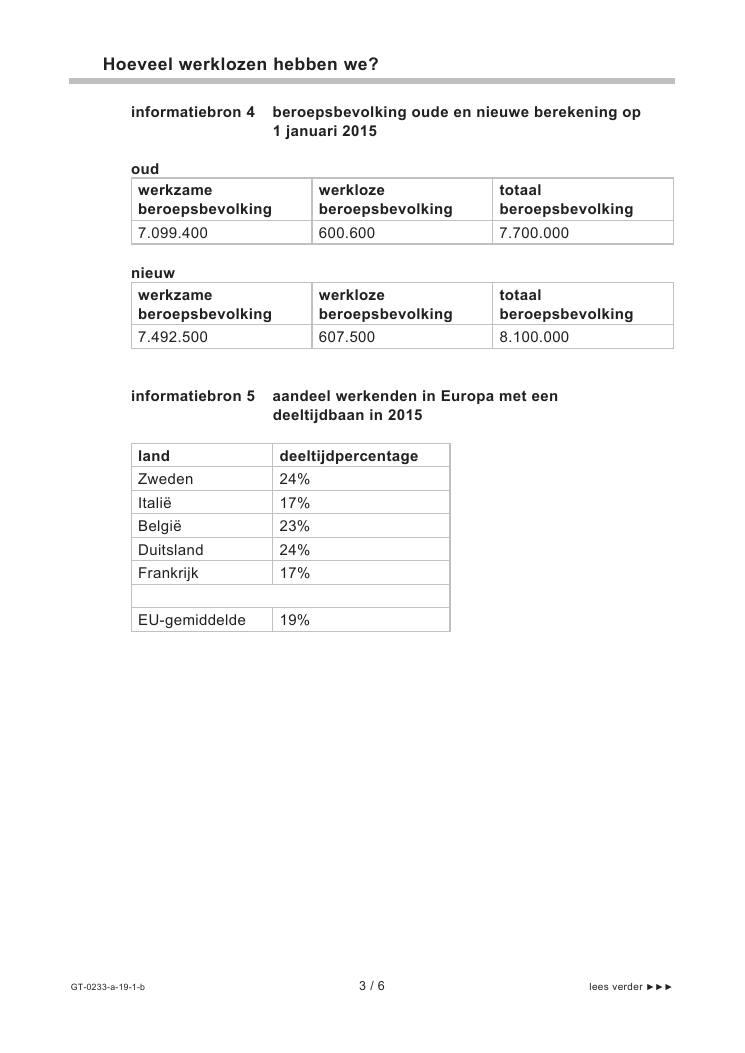 Hoeveel werklozen hebben we?
informatiebron 4 beroepsbevolking oude en nieuwe berekening op
1 januari 2015
oud
werkzame beroepsbevolking werkloze beroepsbevolking totaal beroepsbevolking
7.099.400 600.600 7.700.000
nieuw
werkzame beroepsbevolking werkloze beroepsbevolking totaal beroepsbevolking
7.492.500 607.500 8.100.000
informatiebron 5 aandeel werkenden in Europa met een
deeltijdbaan in 2015
land deeltijdpercentage
Zweden 24%
Italië 17%
België 23%
Duitsland 24%
Frankrijk 17%
EU-gemiddelde 19%
GT-0233-a-19-1-b 3 / 6 lees verder ►►►